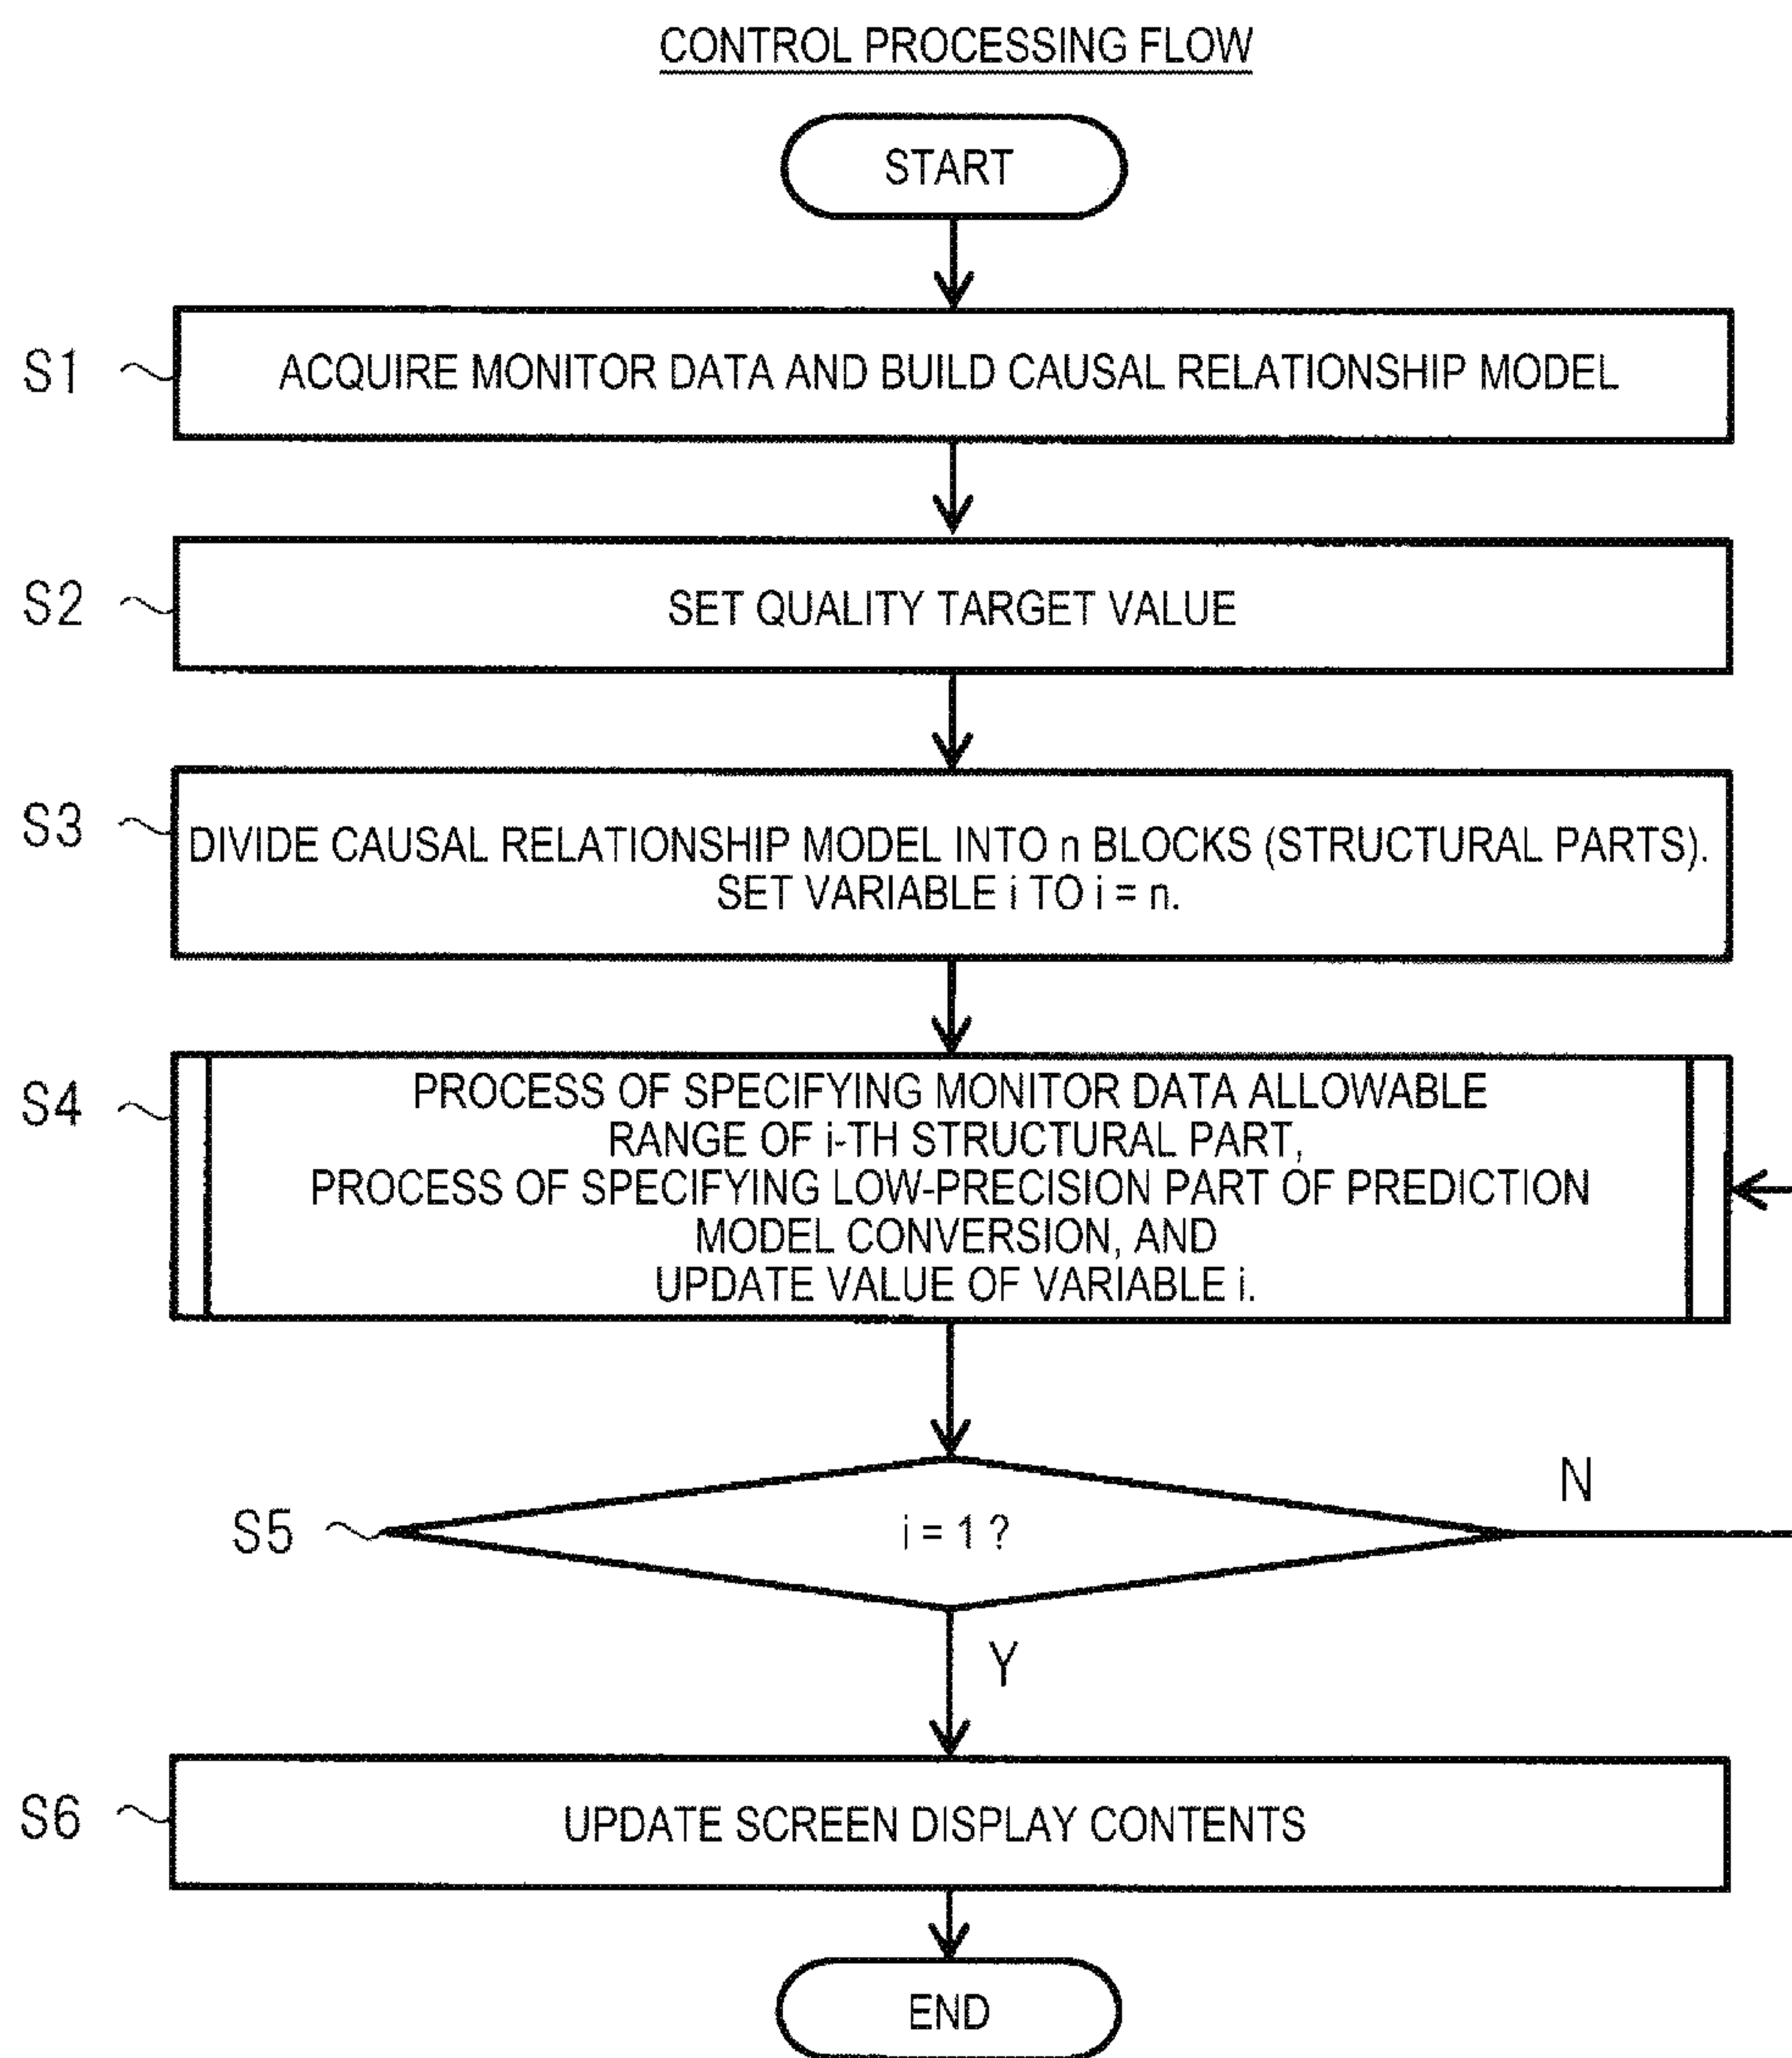 CONTROL PROCESSING FLOW
START
S1
ACQUIRE MONITOR DATA AND BUILD CAUSAL RELATIONSHIP MODEL
S2
SET QUALITY TARGET VALUE
S3
DIVIDE CAUSAL RELATIONSHIP MODEL INTO n BLOCKS (STRUCTURAL PARTS).
SET VARIABLE i TO i = n.
S4
PROCESS OF SPECIFYING MONITOR DATA ALLOWABLE
RANGE OF i-TH STRUCTURAL PART,
PROCESS OF SPECIFYING LOW-PRECISION PART OF PREDICTION
MODEL CONVERSION, AND
UPDATE VALUE OF VARIABLE i.
S5
i = 1 ?
N
Y
S6
UPDATE SCREEN DISPLAY CONTENTS
END